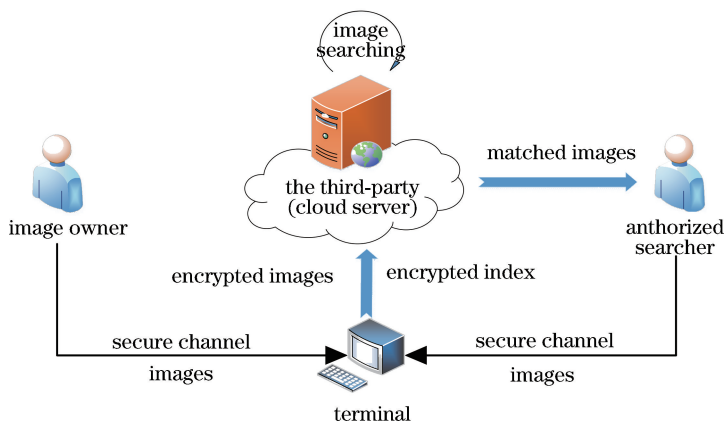 image
searching
matched images
the third-party
(cloud server)
image owner
anthorized
searcher
encrypted images
encrypted index
secure channel
images
secure channel
images
terminal